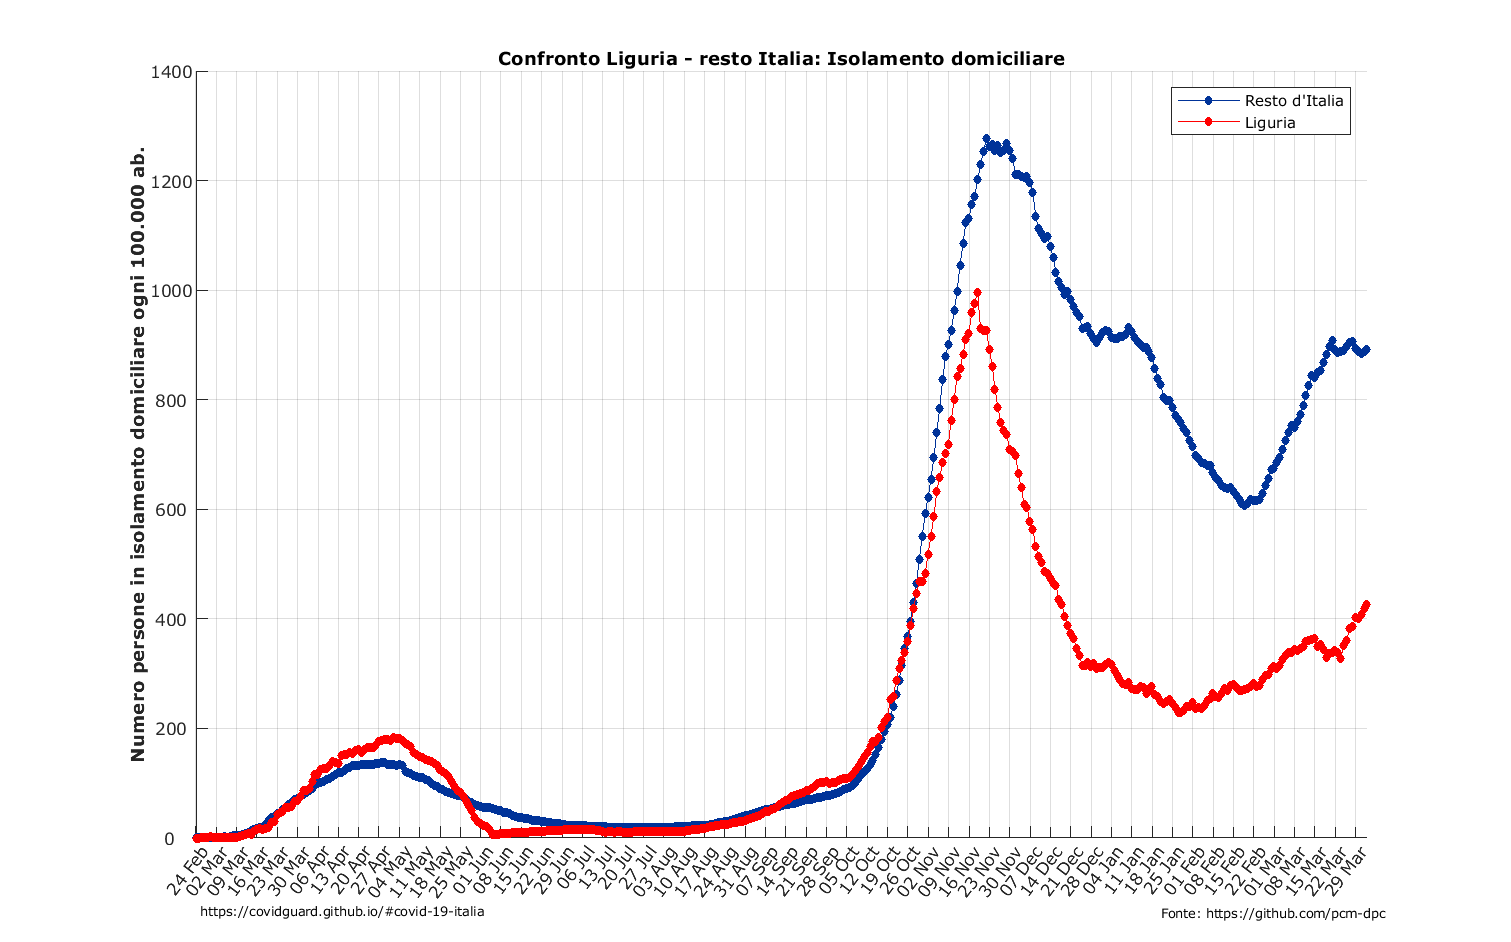 Confronto Liguria - resto Italia: Isolamento domiciliare
Resto d'Italia
Liguria
Numero persone in isolamento domiciliare ogni 100.000 ab.
1400
1200
1000
800
600
400
200
0
24 Feb
02 Mar
09 Mar
16 Mar
23 Mar
30 Mar
06 Apr
13 Apr
20 Apr
27 Apr
04 May
11 May
18 May
25 May
01 Jun
08 Jun
15 Jun
22 Jun
29 Jun
06 Jul
13 Jul
20 Jul
27 Jul
03 Aug
10 Aug
17 Aug
24 Aug
31 Aug
07 Sep
14 Sep
21 Sep
28 Sep
05 Oct
12 Oct
19 Oct
26 Oct
02 Nov
09 Nov
16 Nov
23 Nov
30 Nov
07 Dec
14 Dec
21 Dec
28 Dec
04 Jan
11 Jan
18 Jan
25 Jan
01 Feb
08 Feb
15 Feb
22 Feb
01 Mar
08 Mar
15 Mar
22 Mar
29 Mar
https://covidguard.github.io/#covid-19-italia
Fonte: https://github.com/pcm-dpc